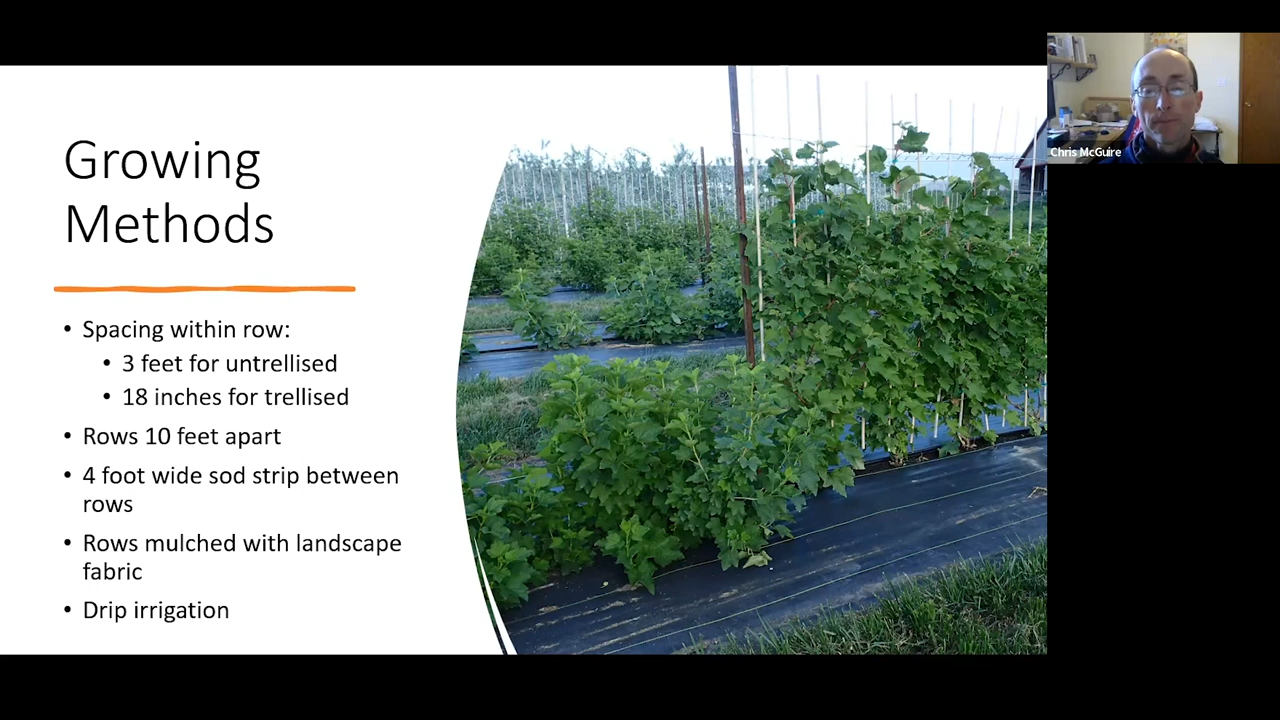 Growing
Methods
• Spacing within row:
• 3 feet for untrellised
• 18 inches for trellised
• Rows 10 feet apart
• 4 foot wide sod strip between
rows
• Rows mulched with landscape
fabric
• Drip irrigation
Chris McGuire